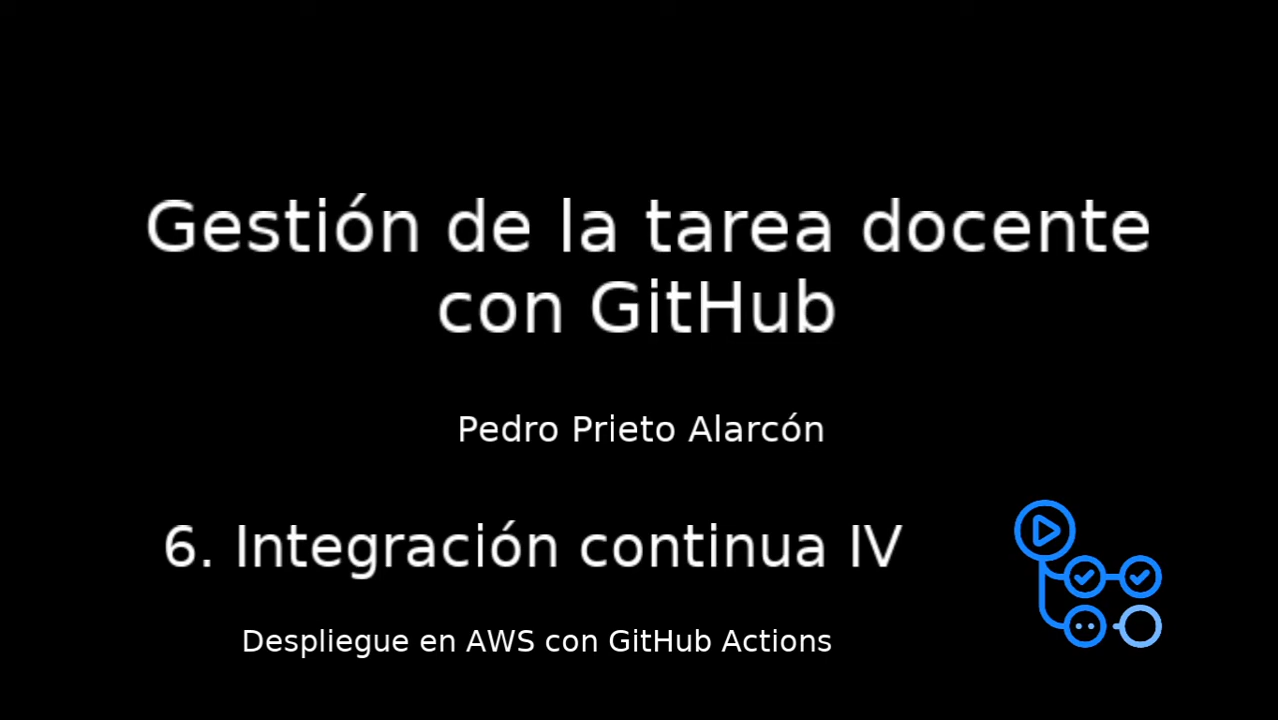 Gestión de la tarea docente
con GitHub
Pedro Prieto Alarcón
6. Integración continua IV
Despliegue en AWS con GitHub Actions